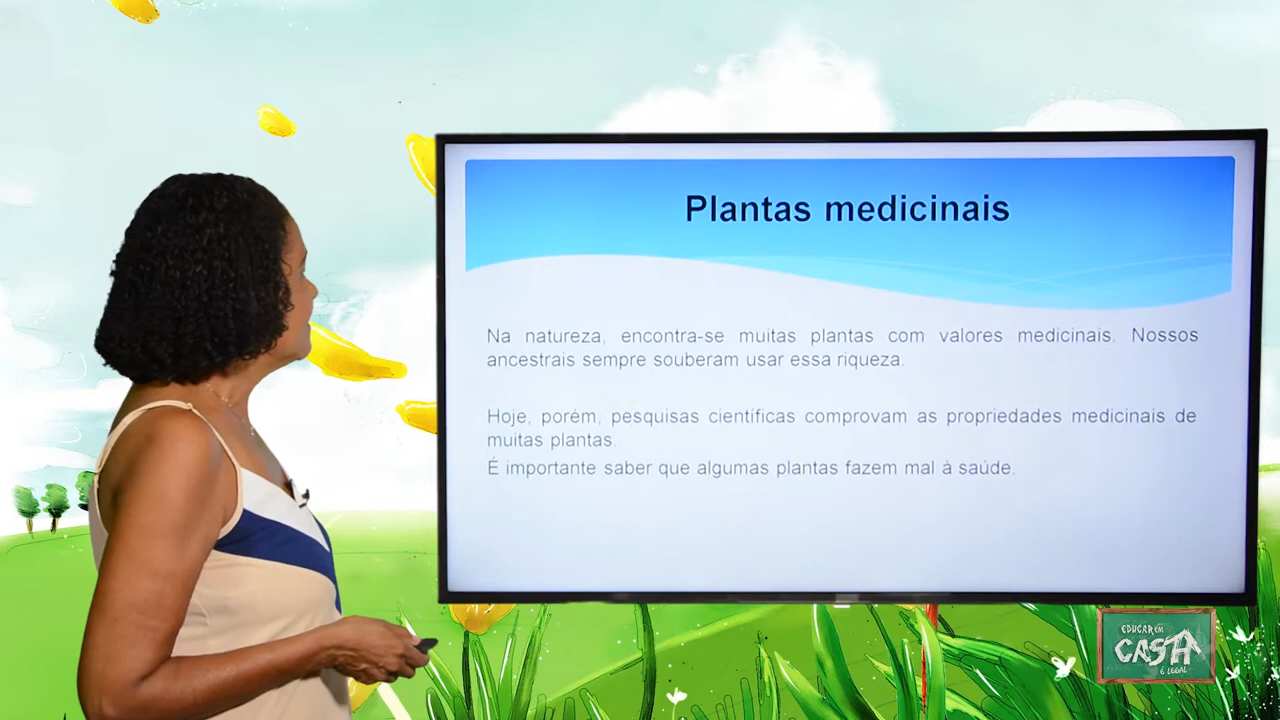 Plantas medicinais
Na natureza, encontra-se muitas plantas com valores medicinais. Nossos
ancestrais sempre souberam usar essa riqueza.
Hoje, porém, pesquisas científicas comprovam as propriedades medicinais de
muitas plantas.
É importante saber que algumas plantas fazem mal à saúde.
EDUCAR EM
CASA
É LEGAL